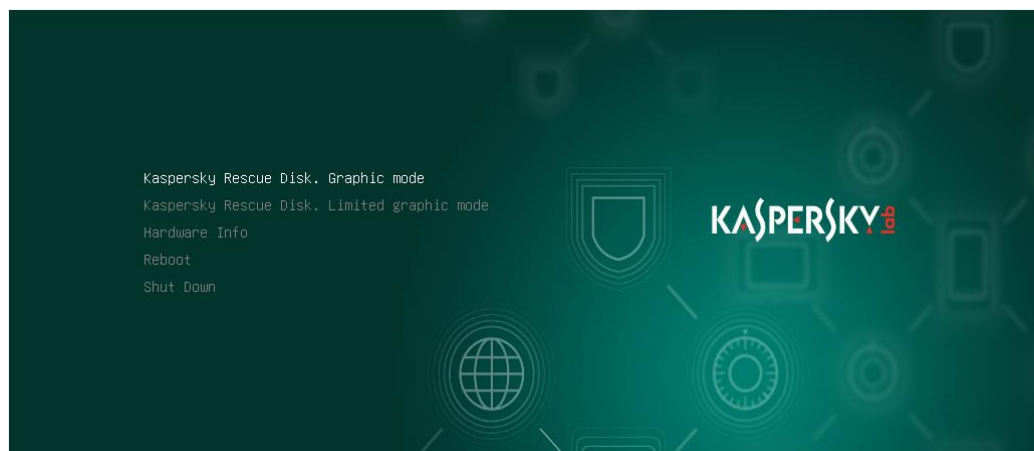 Kaspersky Rescue Disk. Graphic mode
Kaspersky Rescue Disk. Limited graphic mode
Hardware Info
Reboot
Shut Down
KASPERSKY lab